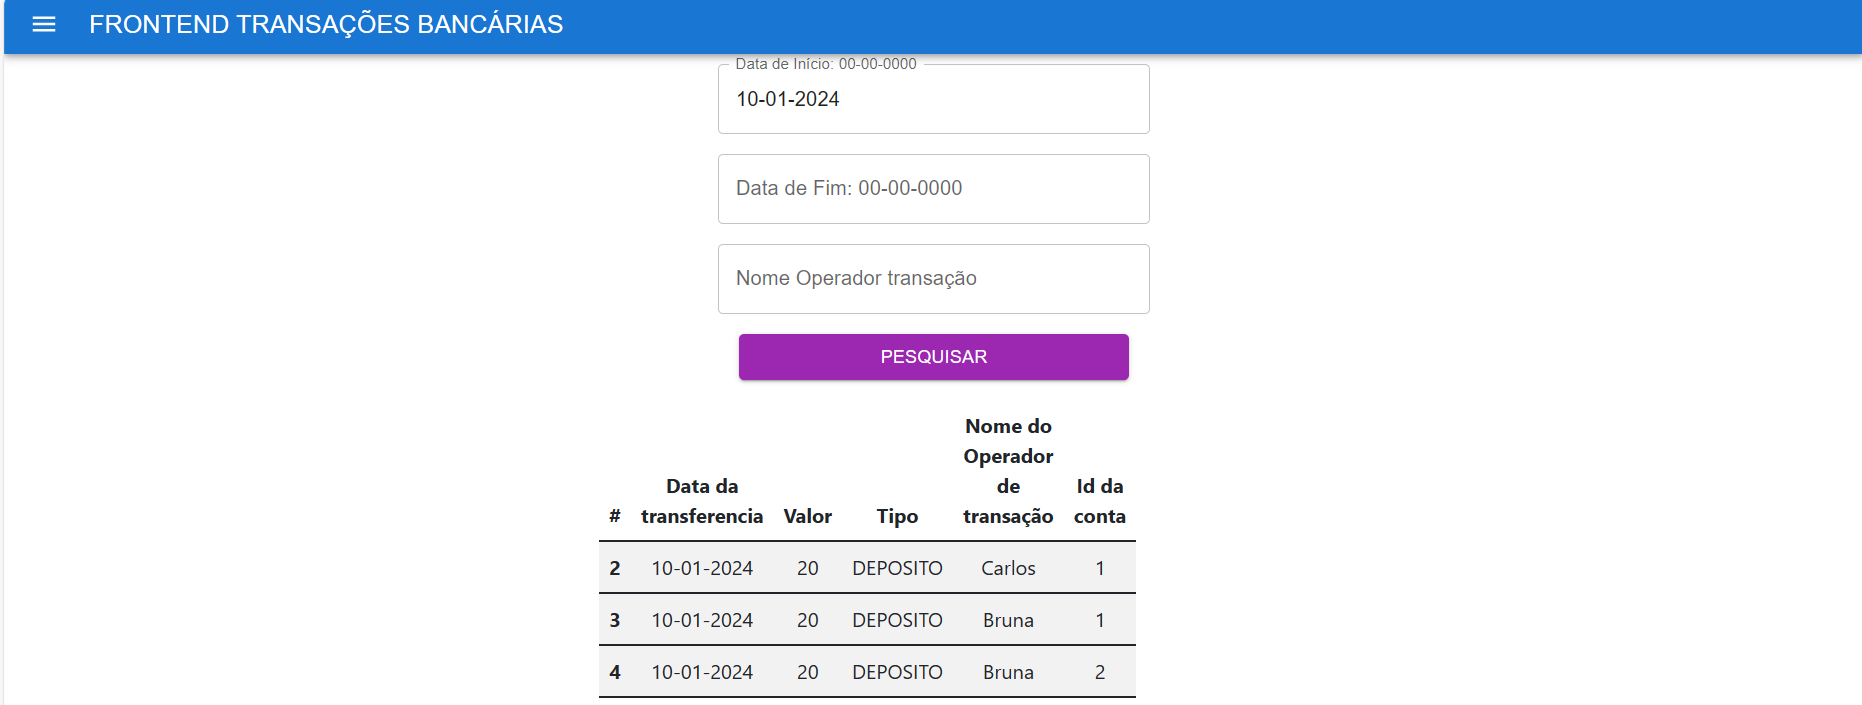 FRONTEND TRANSAÇÕES BANCÁRIAS
Data de Início: 00-00-0000
10-01-2024
Data de Fim: 00-00-0000
Nome Operador transação
PESQUISAR
# Data da transferencia Valor Tipo Nome do Operador de transação Id da conta
2 10-01-2024 20 DEPOSITO Carlos 1
3 10-01-2024 20 DEPOSITO Bruna 1
4 10-01-2024 20 DEPOSITO Bruna 2